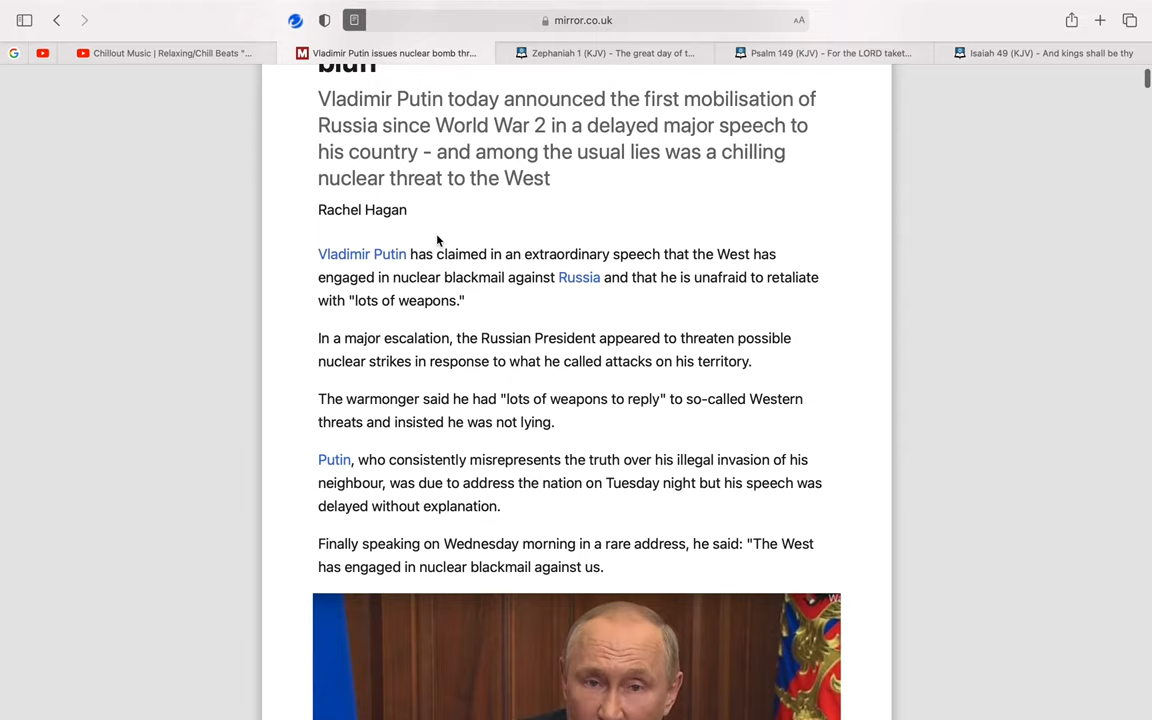 mirror.co.uk
AA
G
Chillout Music | Relaxing/Chill Beats "...
M
Vladimir Putin issues nuclear bomb thr...
Zephaniah 1 (KJV) - The great day of t...
Psalm 149 (KJV) - For the LORD taket...
Isaiah 49 (KJV) - And kings shall be thy
bluff
Vladimir Putin today announced the first mobilisation of
Russia since World War 2 in a delayed major speech to
his country - and among the usual lies was a chilling
nuclear threat to the West
Rachel Hagan
Vladimir Putin has claimed in an extraordinary speech that the West has
engaged in nuclear blackmail against Russia and that he is unafraid to retaliate
with "lots of weapons."
In a major escalation, the Russian President appeared to threaten possible
nuclear strikes in response to what he called attacks on his territory.
The warmonger said he had "lots of weapons to reply" to so-called Western
threats and insisted he was not lying.
Putin, who consistently misrepresents the truth over his illegal invasion of his
neighbour, was due to address the nation on Tuesday night but his speech was
delayed without explanation.
Finally speaking on Wednesday morning in a rare address, he said: "The West
has engaged in nuclear blackmail against us.